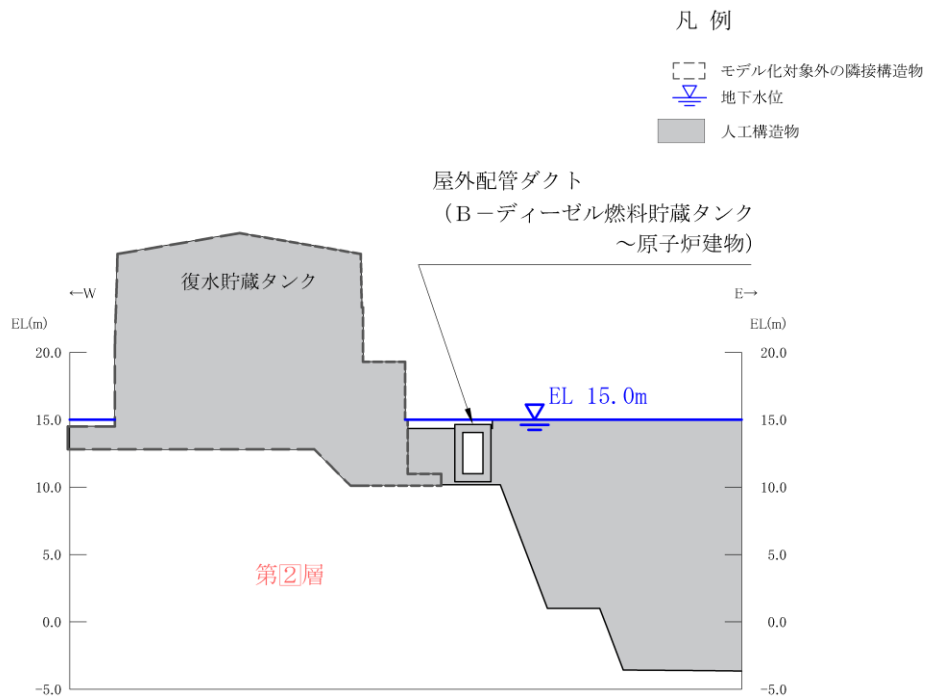 凡 例
モデル化対象外の隣接構造物
地下水位
人工構造物
屋外配管ダクト
（B－ディーゼル燃料貯蔵タンク
～原子炉建物）
復水貯蔵タンク
←W
E→
EL(m)
EL(m)
20.0
20.0
EL 15.0m
15.0
15.0
10.0
10.0
5.0
5.0
第2層
0.0
0.0
-5.0
-5.0